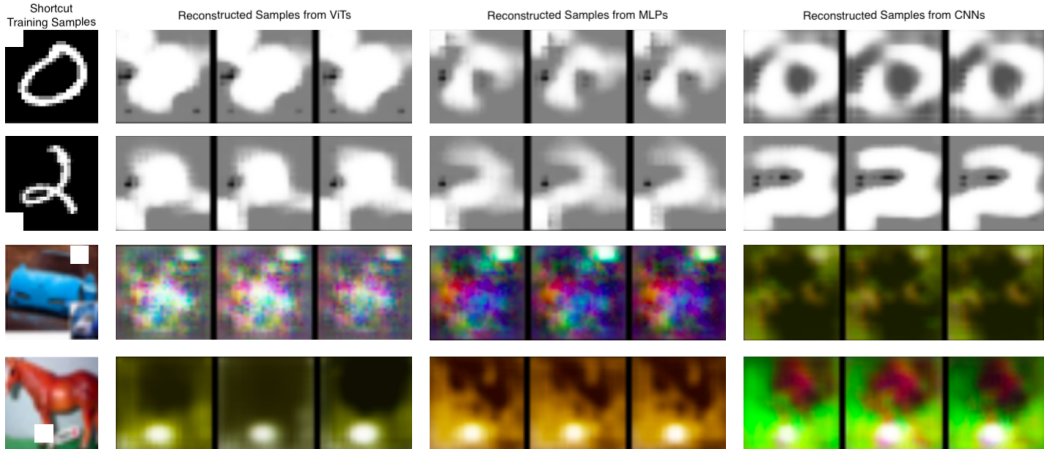 Shortcut
Training Samples
Reconstructed Samples from ViTs
Reconstructed Samples from MLPs
Reconstructed Samples from CNNs